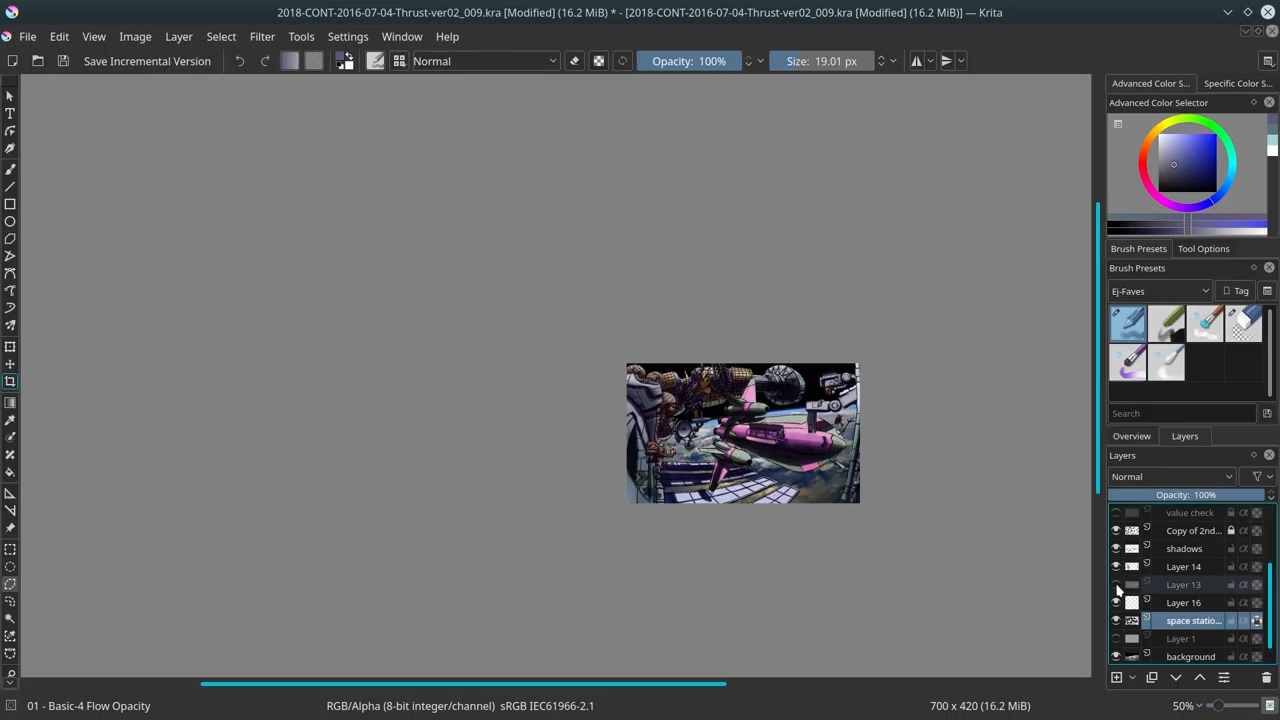 2018-CONT-2016-07-04-Thrust-ver02_009.kra [Modified] (16.2 MiB) * - [2018-CONT-2016-07-04-Thrust-ver02_009.kra [Modified] (16.2 MiB)] — Krita
File Edit View Image Layer Select Filter Tools Settings Window Help
Save Incremental Version Normal Opacity: 100% Size: 19.01 px
Advanced Color S... Specific Color S...
Advanced Color Selector
Brush Presets Tool Options
Brush Presets
Ej-Faves Tag
Search
Overview Layers
Layers
Normal
Opacity: 100%
value check
Copy of 2nd...
shadows
Layer 14
Layer 13
Layer 16
space statio...
Layer 1
background
01 - Basic-4 Flow Opacity RGB/Alpha (8-bit integer/channel) sRGB IEC61966-2.1 700 x 420 (16.2 MiB) 50%